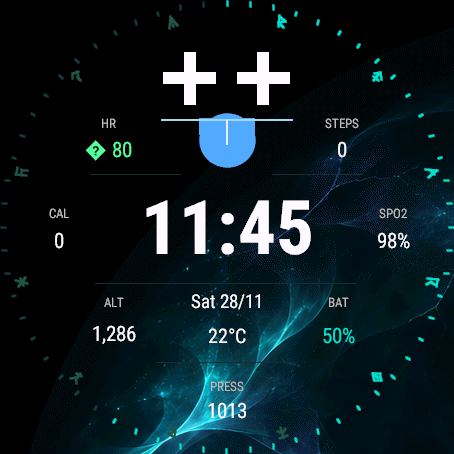 ++
HR
STEPS
? 80
0
CAL
11:45
SPO2
0
98%
ALT
Sat 28/11
BAT
1,286
22°C
50%
PRESS
1013